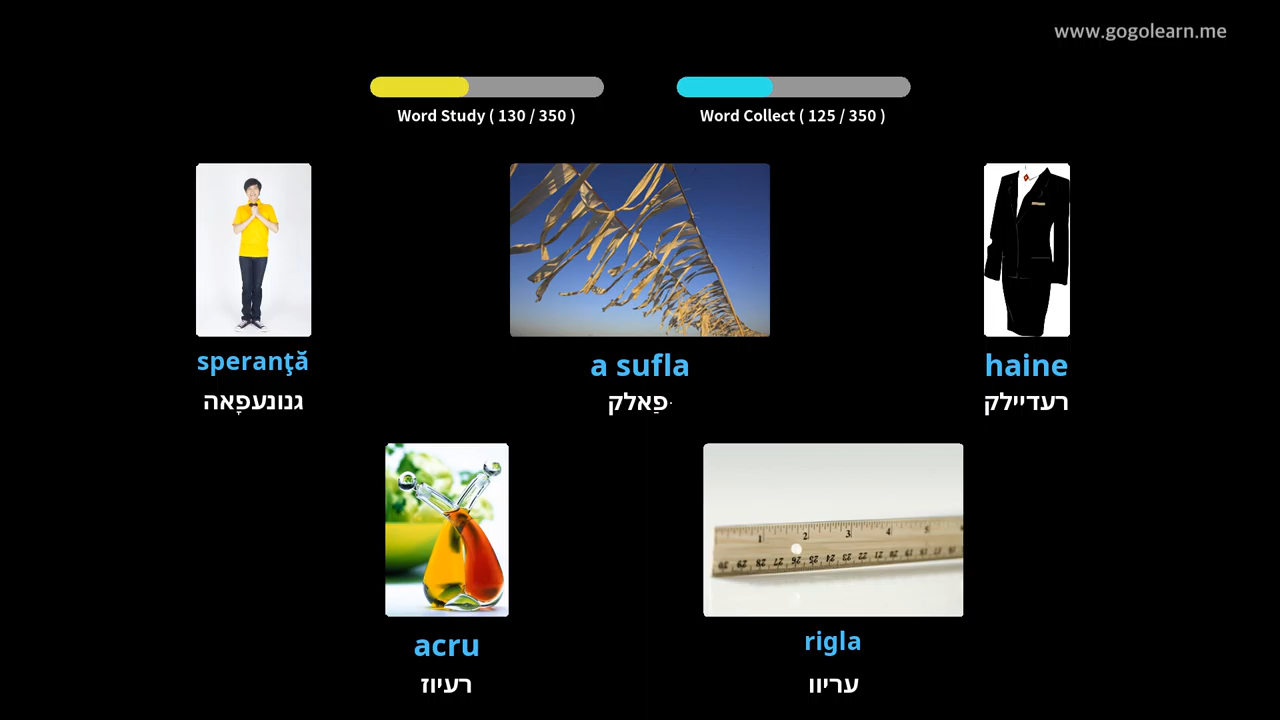 www.gogolearn.me
Word Study ( 130 / 350 )
Word Collect ( 125 / 350 )
speranţă
גנונעפָאה
a sufla
ּפַאלק
haine
רעדיילק
acru
רעיוז
rigla
עריוו